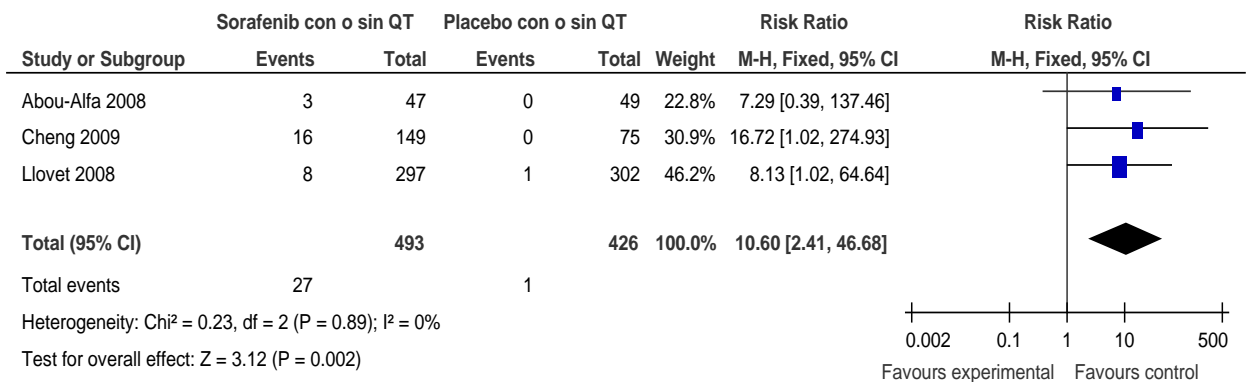 Sorafenib con o sin QT Placebo con o sin QT Risk Ratio Risk Ratio
Study or Subgroup Events Total Events Total Weight M-H, Fixed, 95% CI M-H, Fixed, 95% CI
Abou-Alfa 2008 3 47 0 49 22.8% 7.29 [0.39, 137.46]
Cheng 2009 16 149 0 75 30.9% 16.72 [1.02, 274.93]
Llovet 2008 8 297 1 302 46.2% 8.13 [1.02, 64.64]
Total (95% CI) 493 426 100.0% 10.60 [2.41, 46.68]
Total events 27 1
Heterogeneity: Chi² = 0.23, df = 2 (P = 0.89); I² = 0%
Test for overall effect: Z = 3.12 (P = 0.002)
0.002 0.1 1 10 500
Favours experimental Favours control